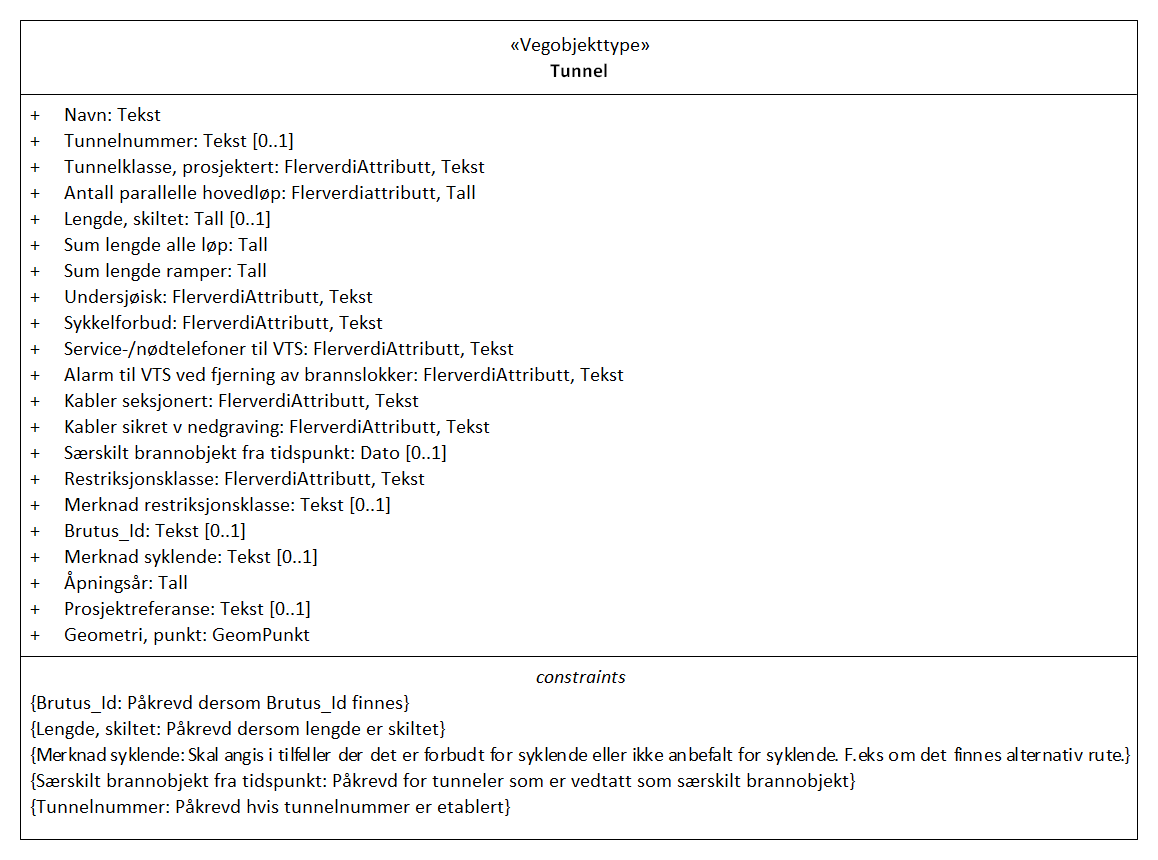 «Vegobjekttype»
Tunnel
+ Navn: Tekst
+ Tunnelnummer: Tekst [0..1]
+ Tunnelklasse, prosjektert: FlerverdiAttributt, Tekst
+ Antall parallelle hovedløp: Flerverdiattributt, Tall
+ Lengde, skiltet: Tall [0..1]
+ Sum lengde alle løp: Tall
+ Sum lengde ramper: Tall
+ Undersjøisk: FlerverdiAttributt, Tekst
+ Sykkelforbud: FlerverdiAttributt, Tekst
+ Service-/nødtelefoner til VTS: FlerverdiAttributt, Tekst
+ Alarm til VTS ved fjerning av brannslokker: FlerverdiAttributt, Tekst
+ Kabler seksjonert: FlerverdiAttributt, Tekst
+ Kabler sikret v nedgraving: FlerverdiAttributt, Tekst
+ Særskilt brannobjekt fra tidspunkt: Dato [0..1]
+ Restriksjonsklasse: FlerverdiAttributt, Tekst
+ Merknad restriksjonsklasse: Tekst [0..1]
+ Brutus_Id: Tekst [0..1]
+ Merknad syklende: Tekst [0..1]
+ Åpningsår: Tall
+ Prosjektreferanse: Tekst [0..1]
+ Geometri, punkt: GeomPunkt
constraints
{Brutus_Id: Påkrevd dersom Brutus_Id finnes}
{Lengde, skiltet: Påkrevd dersom lengde er skiltet}
{Merknad syklende: Skal angis i tilfeller der det er forbudt for syklende eller ikke anbefalt for syklende. F.eks om det finnes alternativ rute.}
{Særskilt brannobjekt fra tidspunkt: Påkrevd for tunneler som er vedtatt som særskilt brannobjekt}
{Tunnelnummer: Påkrevd hvis tunnelnummer er etablert}